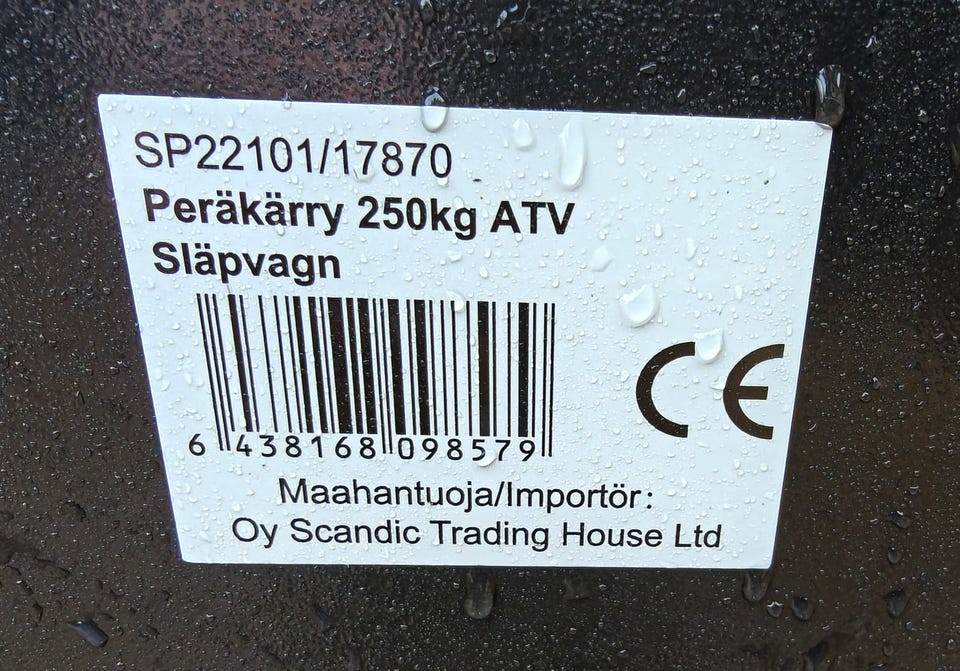 SP22101/17870
Peräkärry 250kg ATV
Släpvagn
6 438168 098579
CE
Maahantuoja/Importör:
Oy Scandic Trading House Ltd